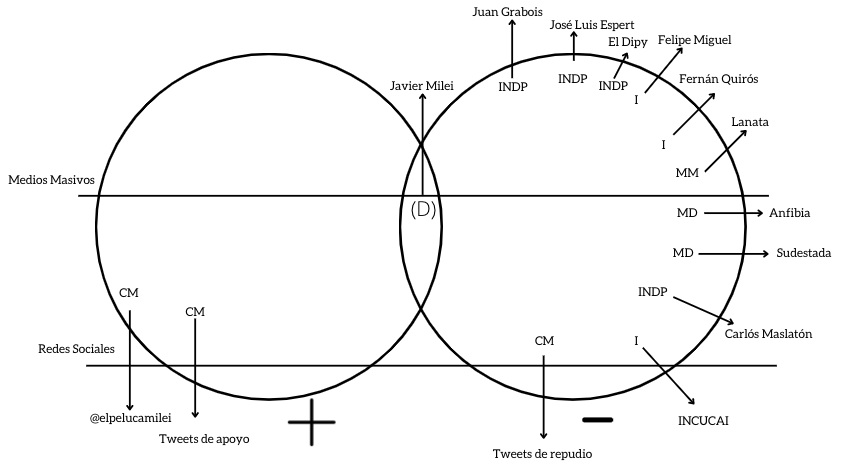 Juan Grabois
José Luis Espert
El Dipy
Felipe Miguel
Javier Milei
INDP
INDP
INDP
I
Fernán Quirós
Lanata
I
MM
Medios Masivos
(D)
MD
Anfibia
MD
Sudestada
CM
INDP
CM
Carlós Maslatón
Redes Sociales
CM
I
@elpelucamilei
Tweets de apoyo
+
−
INCUCAI
Tweets de repudio